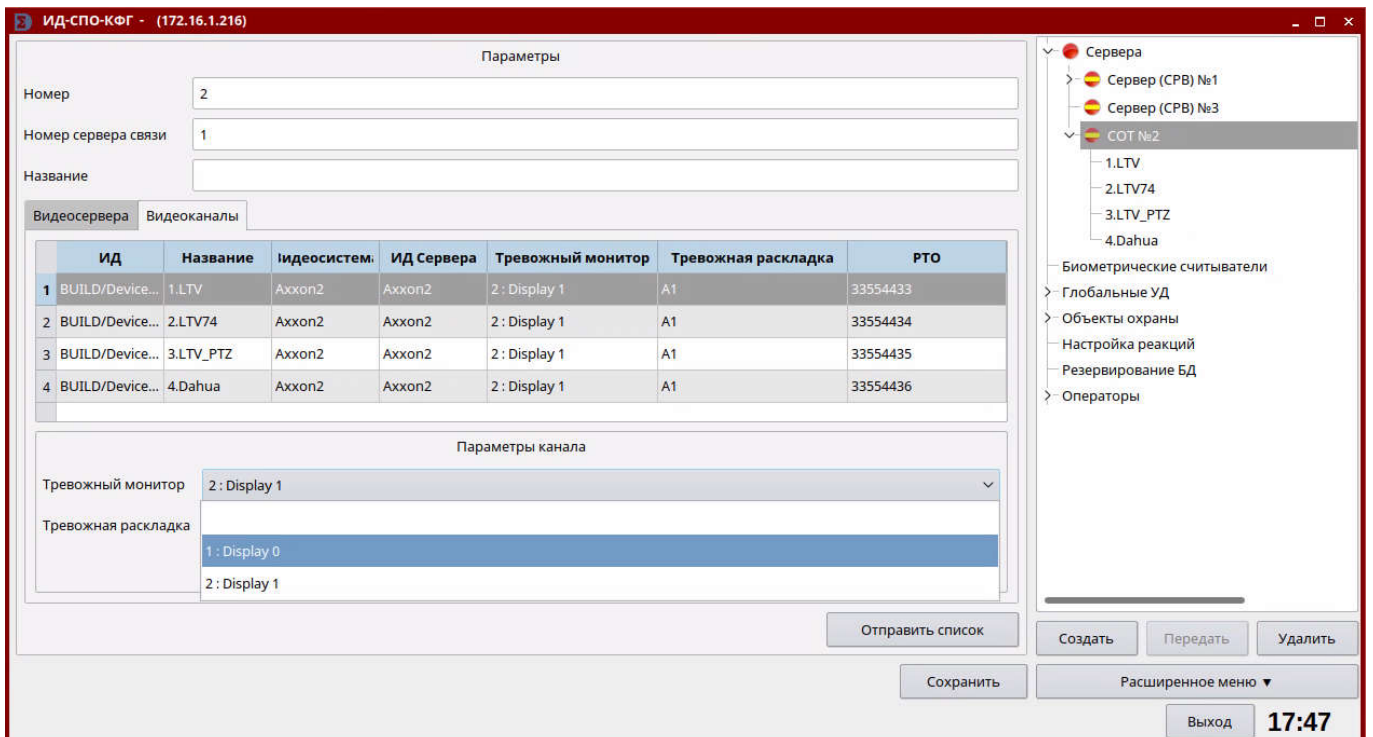 ИД-СПО-КФГ - (172.16.1.216)
Параметры
Номер 2
Номер сервера связи 1
Название
Видеосервера Видеоканалы
ИД Название Видеосистема ИД Сервера Тревожный монитор Тревожная раскладка РТО
1 BUILD/Device... 1.LTV Axxon2 Axxon2 2 : Display 1 A1 33554433
2 BUILD/Device... 2.LTV74 Axxon2 Axxon2 2 : Display 1 A1 33554434
3 BUILD/Device... 3.LTV_PTZ Axxon2 Axxon2 2 : Display 1 A1 33554435
4 BUILD/Device... 4.Dahua Axxon2 Axxon2 2 : Display 1 A1 33554436
Параметры канала
Тревожный монитор 2 : Display 1
Тревожная раскладка
1 : Display 0
2 : Display 1
Отправить список
Сохранить
Сервера
Сервер (СРВ) №1
Сервер (СРВ) №3
СОТ №2
1.LTV
2.LTV74
3.LTV_PTZ
4.Dahua
Биометрические считыватели
Глобальные УД
Объекты охраны
Настройка реакций
Резервирование БД
Операторы
Создать Передать Удалить
Расширенное меню ▼
Выход 17:47